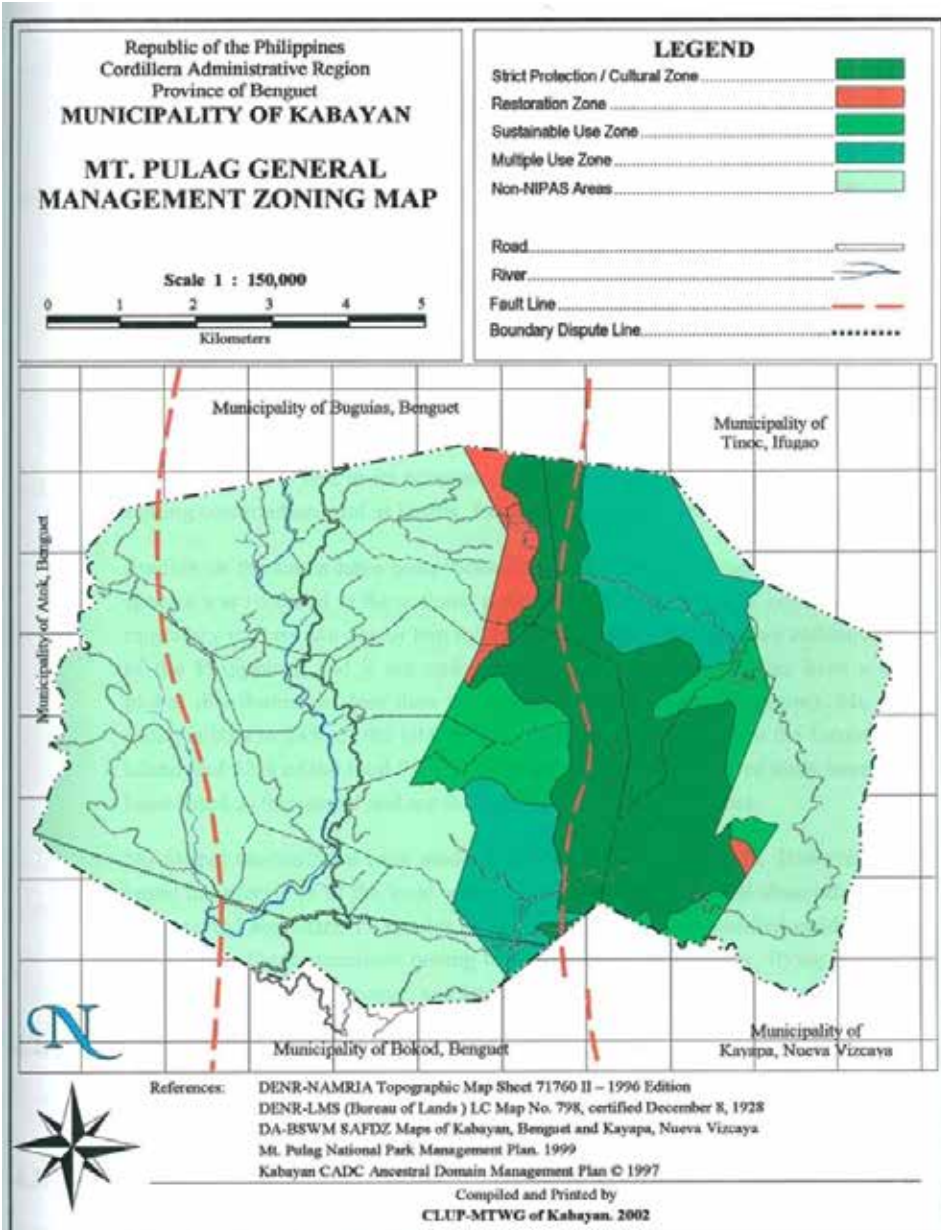 Republic of the Philippines
Cordillera Administrative Region
Province of Benguet
MUNICIPALITY OF KABAYAN
MT. PULAG GENERAL
MANAGEMENT ZONING MAP
Scale 1 : 150,000
0 1 2 3 4 5
Kilometers
LEGEND
Strict Protection / Cultural Zone
Restoration Zone
Sustainable Use Zone
Multiple Use Zone
Non-NIPAS Areas
Road
River
Fault Line
Boundary Dispute Line
Municipality of Buguias, Benguet
Municipality of
Tinoc, Ifugao
Municipality of Atok, Benguet
Municipality of Bokod, Benguet
Municipality of
Kayapa, Nueva Vizcaya
N
References:
DENR-NAMRIA Topographic Map Sheet 71760 II – 1996 Edition
DENR-LMS (Bureau of Lands ) LC Map No. 798, certified December 8, 1928
DA-BSWM SAFDZ Maps of Kabayan, Benguet and Kayapa, Nueva Vizcaya
Mt. Pulag National Park Management Plan. 1999
Kabayan CADC Ancestral Domain Management Plan © 1997
Compiled and Printed by
CLUP-MTWG of Kabayan. 2002